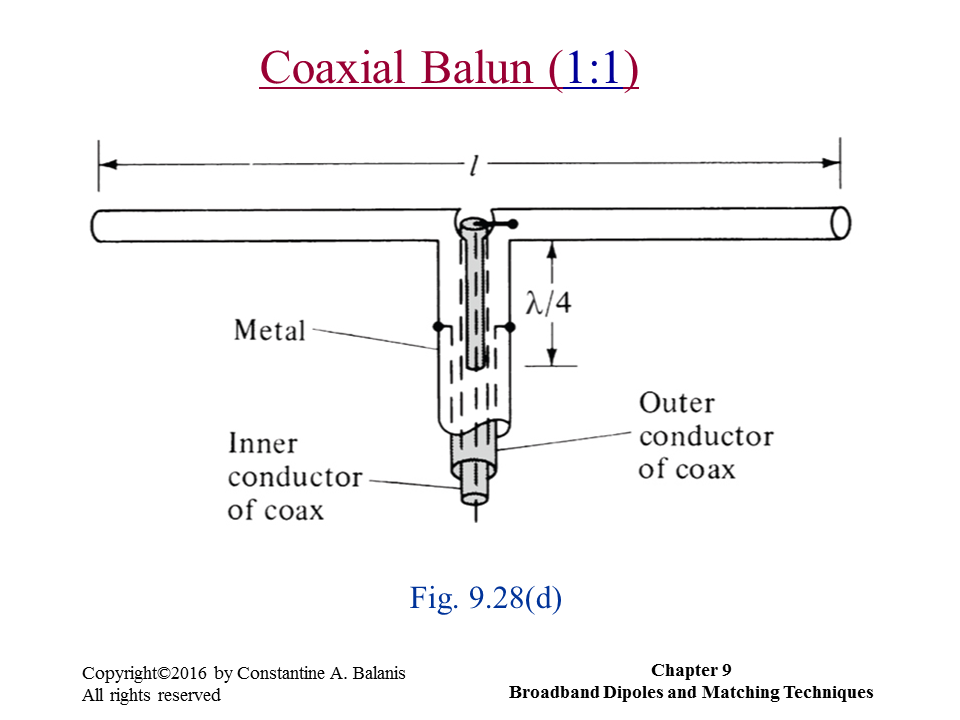 Coaxial Balun (1:1)
l
λ/4
Metal
Outer
conductor
of coax
Inner
conductor
of coax
Fig. 9.28(d)
Copyright©2016 by Constantine A. Balanis
All rights reserved
Chapter 9
Broadband Dipoles and Matching Techniques